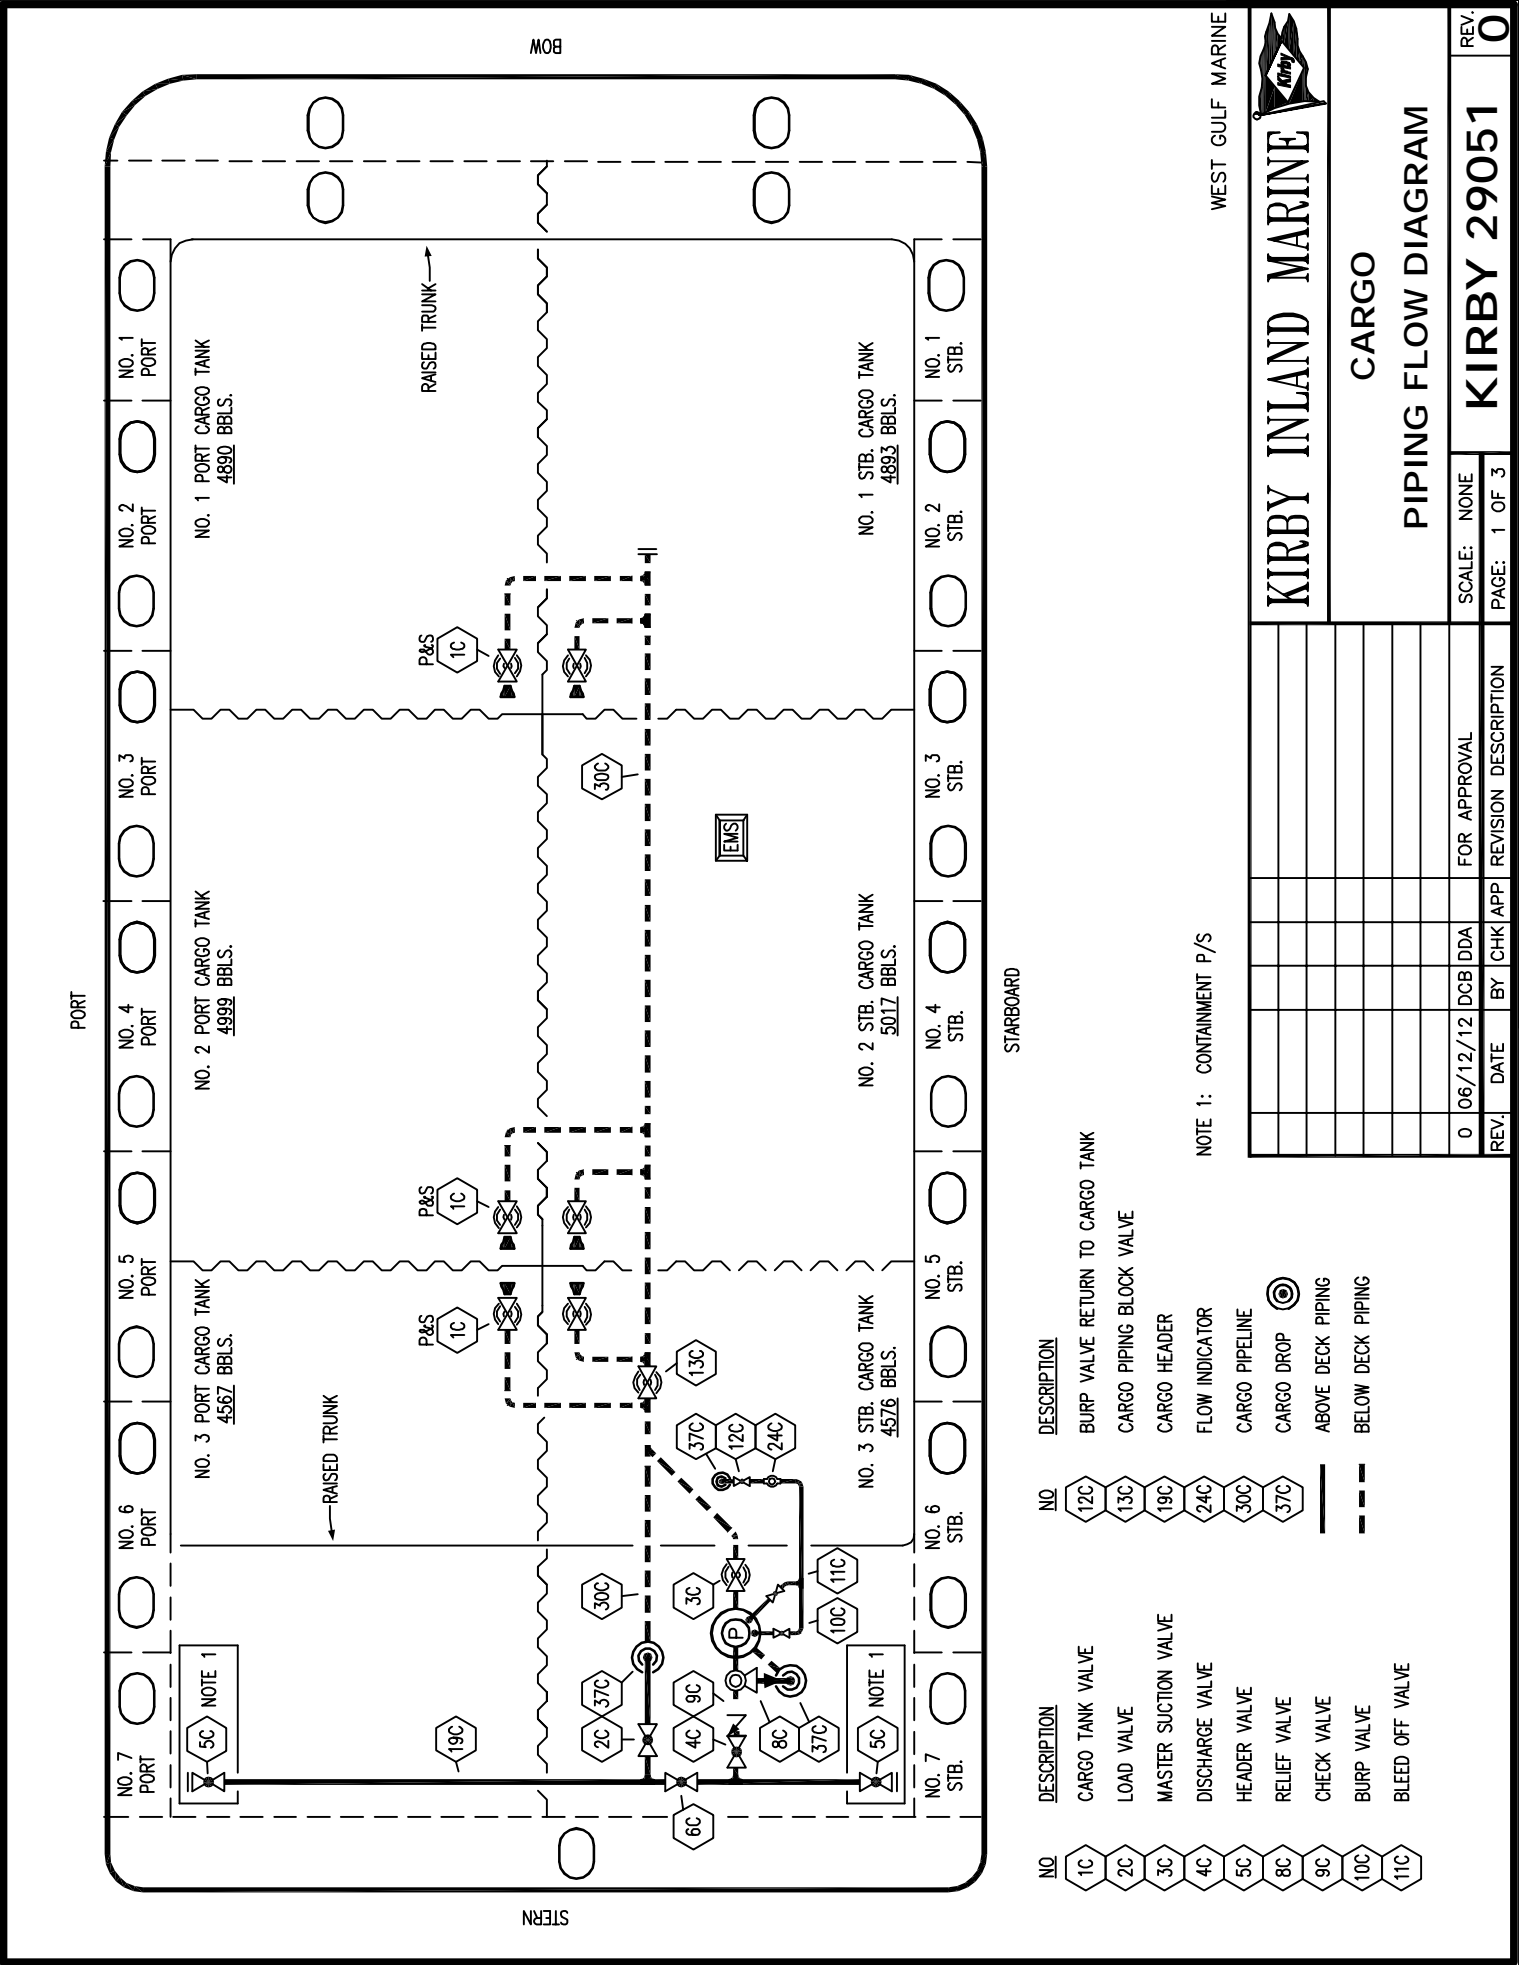 PORT
NO. 7
PORT
NO. 6
PORT
NO. 5
PORT
NO. 4
PORT
NO. 3
PORT
NO. 2
PORT
NO. 1
PORT
5C
NOTE 1
NO. 3 PORT CARGO TANK
4567 BBLS.
NO. 2 PORT CARGO TANK
4999 BBLS.
NO. 1 PORT CARGO TANK
4890 BBLS.
RAISED TRUNK
RAISED TRUNK
P&S
1C
P&S
1C
P&S
1C
19C
STERN
BOW
2C
37C
30C
30C
6C
4C
9C
3C
13C
37C
12C
24C
P
EMS
8C
37C
10C
11C
5C
NOTE 1
NO. 3 STB. CARGO TANK
4576 BBLS.
NO. 2 STB. CARGO TANK
5017 BBLS.
NO. 1 STB. CARGO TANK
4893 BBLS.
NO. 7
STB.
NO. 6
STB.
NO. 5
STB.
NO. 4
STB.
NO. 3
STB.
NO. 2
STB.
NO. 1
STB.
STARBOARD
NO DESCRIPTION
1C CARGO TANK VALVE
2C LOAD VALVE
3C MASTER SUCTION VALVE
4C DISCHARGE VALVE
5C HEADER VALVE
8C RELIEF VALVE
9C CHECK VALVE
10C BURP VALVE
11C BLEED OFF VALVE
NO DESCRIPTION
12C BURP VALVE RETURN TO CARGO TANK
13C CARGO PIPING BLOCK VALVE
19C CARGO HEADER
24C FLOW INDICATOR
30C CARGO PIPELINE
37C CARGO DROP
ABOVE DECK PIPING
BELOW DECK PIPING
NOTE 1: CONTAINMENT P/S
WEST GULF MARINE
KIRBY INLAND MARINE
Kirby
CARGO
PIPING FLOW DIAGRAM
0 06/12/12 DCB DDA FOR APPROVAL
REV. DATE BY CHK APP REVISION DESCRIPTION
SCALE: NONE
PAGE: 1 OF 3
KIRBY 29051
REV.
0